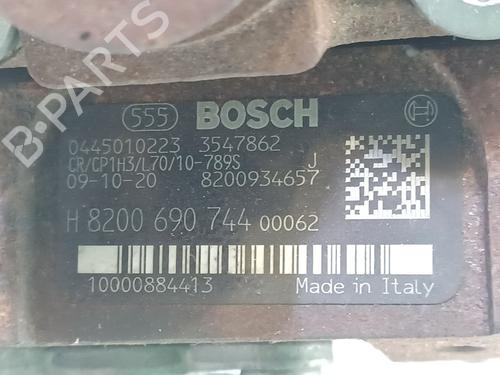 555 BOSCH
0445010223 3547862
CR/CP1H3/L70/10-789S J
09-10-20 8200934657
H 8200 690 744 00062
10000884413 Made in Italy
B-PARTS